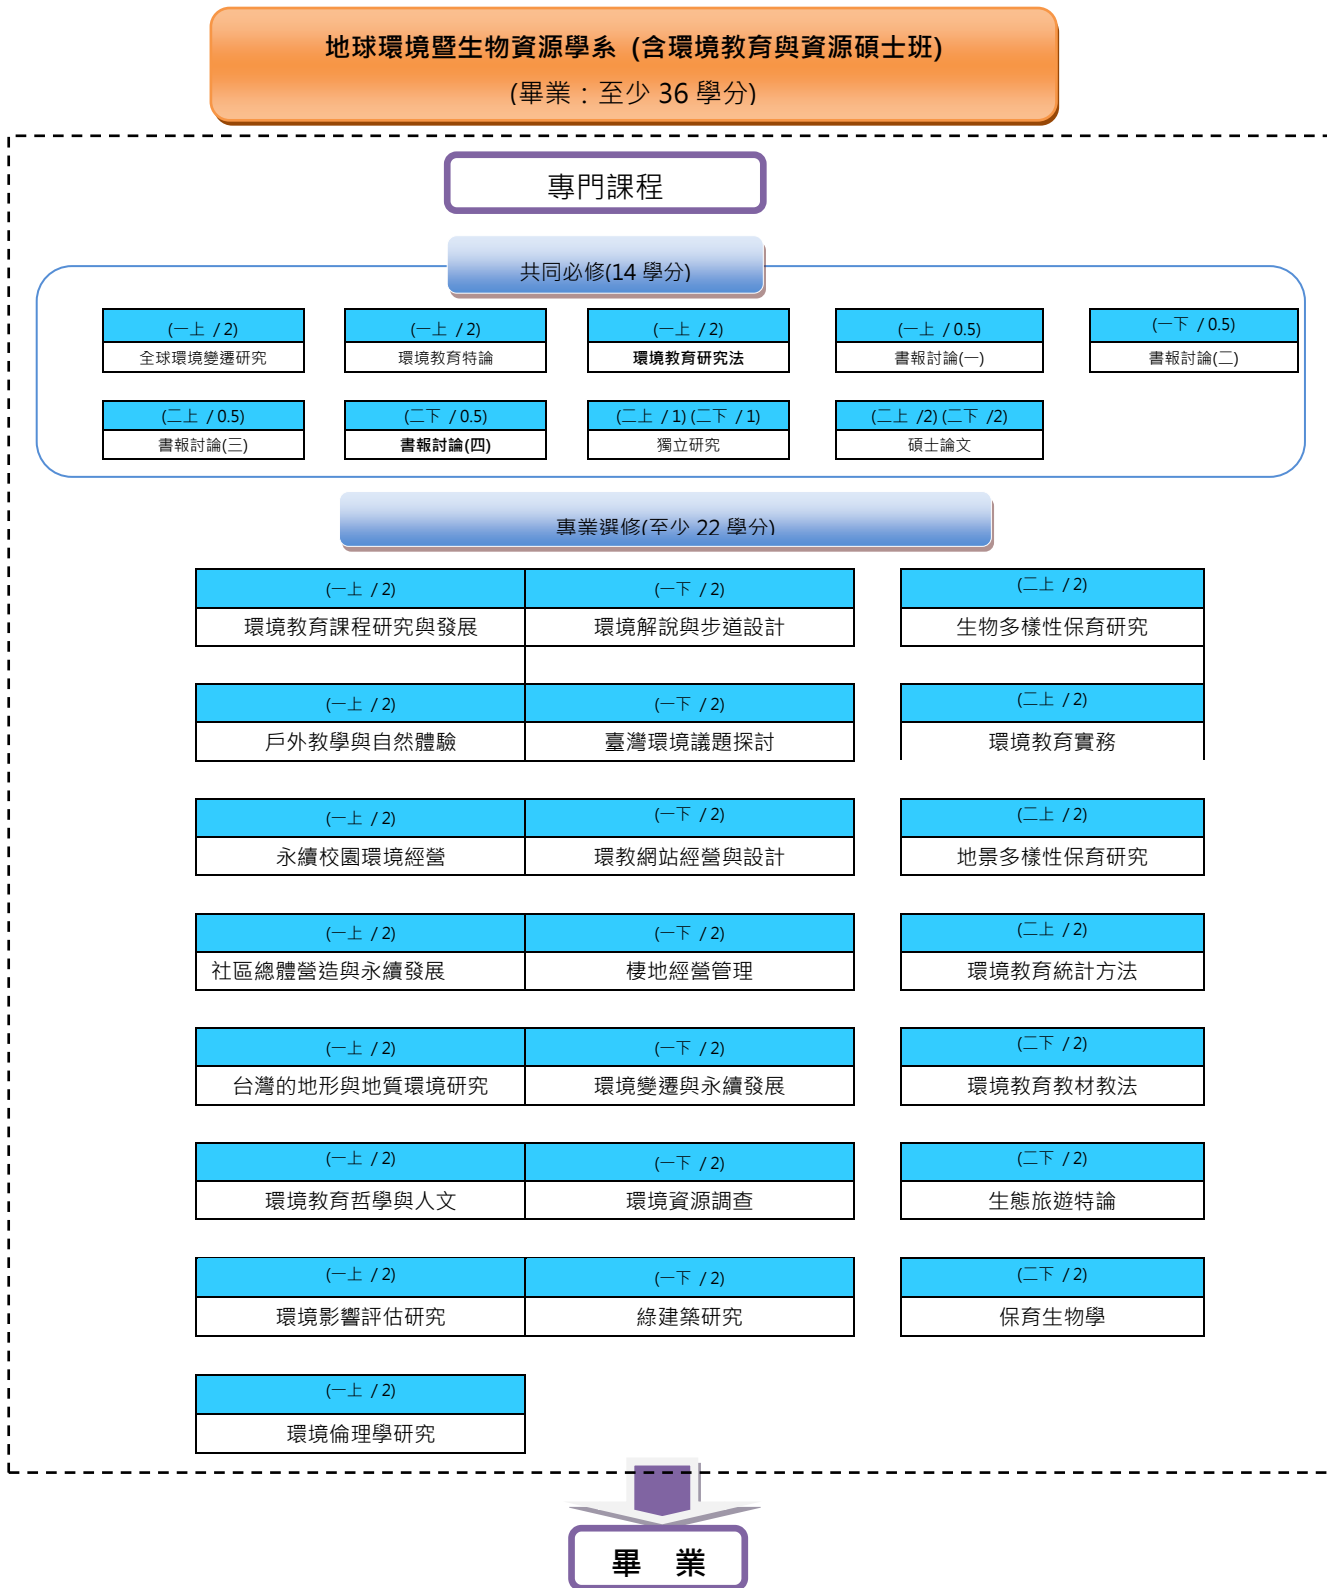 地球環境暨生物資源學系 (含環境教育與資源碩士班)
(畢業：至少 36 學分)
專門課程
共同必修(14 學分)
(一上 / 2) (一上 / 2) (一上 / 2) (一上 / 0.5) (一下 / 0.5)
全球環境變遷研究 環境教育特論 環境教育研究法 書報討論(一) 書報討論(二)
(二上 / 0.5) (二下 / 0.5) (二上 / 1) (二下 / 1) (二上 /2) (二下 /2)
書報討論(三) 書報討論(四) 獨立研究 碩士論文
專業選修(至少 22 學分)
(一上 / 2) (一下 / 2) (二上 / 2)
環境教育課程研究與發展 環境解說與步道設計 生物多樣性保育研究
(一上 / 2) (一下 / 2) (二上 / 2)
戶外教學與自然體驗 臺灣環境議題探討 環境教育實務
(一上 / 2) (一下 / 2) (二上 / 2)
永續校園環境經營 環教網站經營與設計 地景多樣性保育研究
(一上 / 2) (一下 / 2) (二上 / 2)
社區總體營造與永續發展 棲地經營管理 環境教育統計方法
(一上 / 2) (一下 / 2) (二下 / 2)
台灣的地形與地質環境研究 環境變遷與永續發展 環境教育教材教法
(一上 / 2) (一下 / 2) (二下 / 2)
環境教育哲學與人文 環境資源調查 生態旅遊特論
(一上 / 2) (一下 / 2) (二下 / 2)
環境影響評估研究 綠建築研究 保育生物學
(一上 / 2)
環境倫理學研究
畢 業